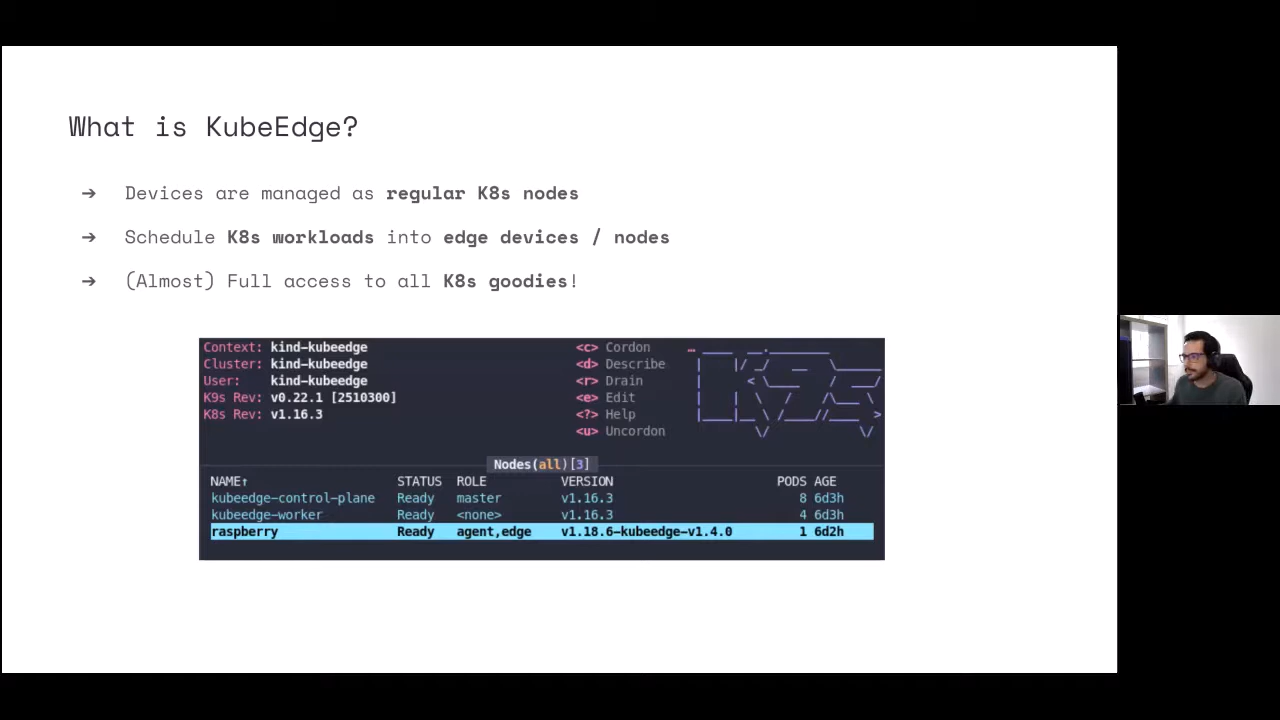 What is KubeEdge?
➔ Devices are managed as regular K8s nodes
➔ Schedule K8s workloads into edge devices / nodes
➔ (Almost) Full access to all K8s goodies!
Context: kind-kubeedge <c> Cordon
Cluster: kind-kubeedge <d> Describe
User: kind-kubeedge <r> Drain
K9s Rev: v0.22.1 [2510300] <e> Edit
K8s Rev: v1.16.3 <?> Help
<u> Uncordon
K9s
Nodes(all)[3]
NAME↑ STATUS ROLE VERSION PODS AGE
kubeedge-control-plane Ready master v1.16.3 8 6d3h
kubeedge-worker Ready <none> v1.16.3 4 6d3h
raspberry Ready agent,edge v1.18.6-kubeedge-v1.4.0 1 6d2h